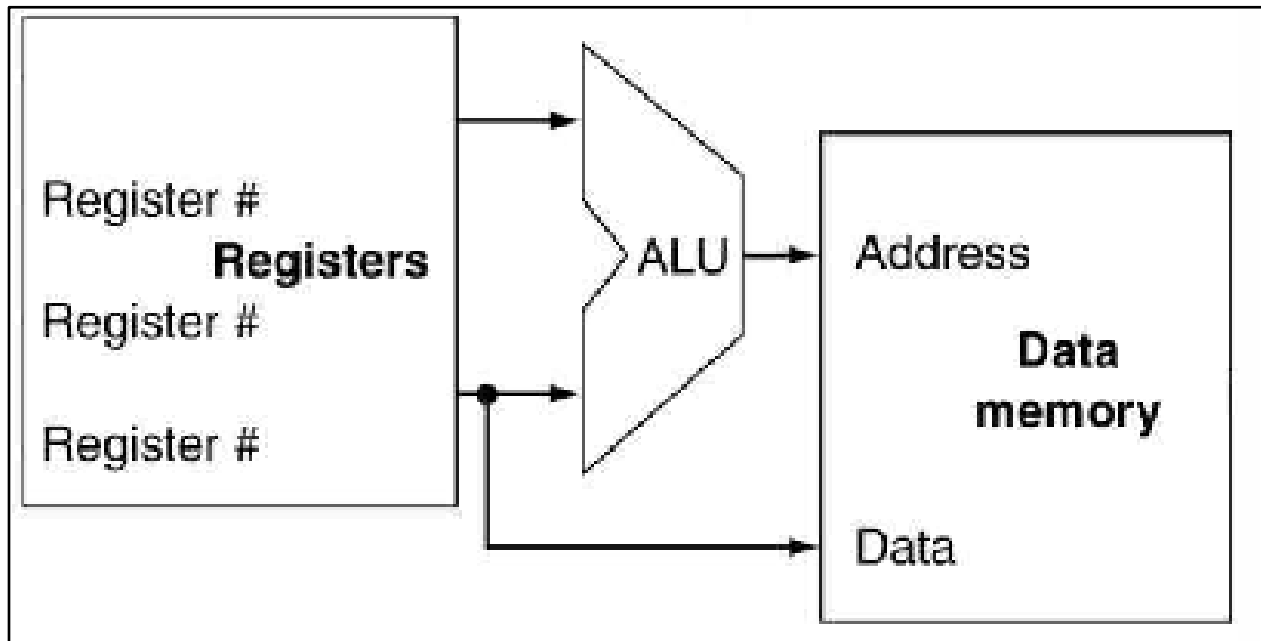 Register #
Registers
Register #
Register #
ALU
Address
Data
memory
Data